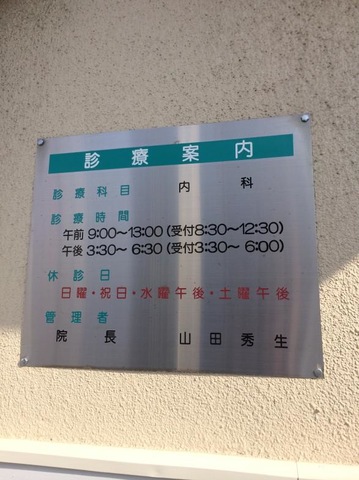 診療案内
診療科目 内科
診療時間
午前 9:00～13:00 (受付8:30～12:30)
午後 3:30～ 6:30 (受付3:30～ 6:00)
休診日
日曜・祝日・水曜午後・土曜午後
管理者
院長 山田秀生